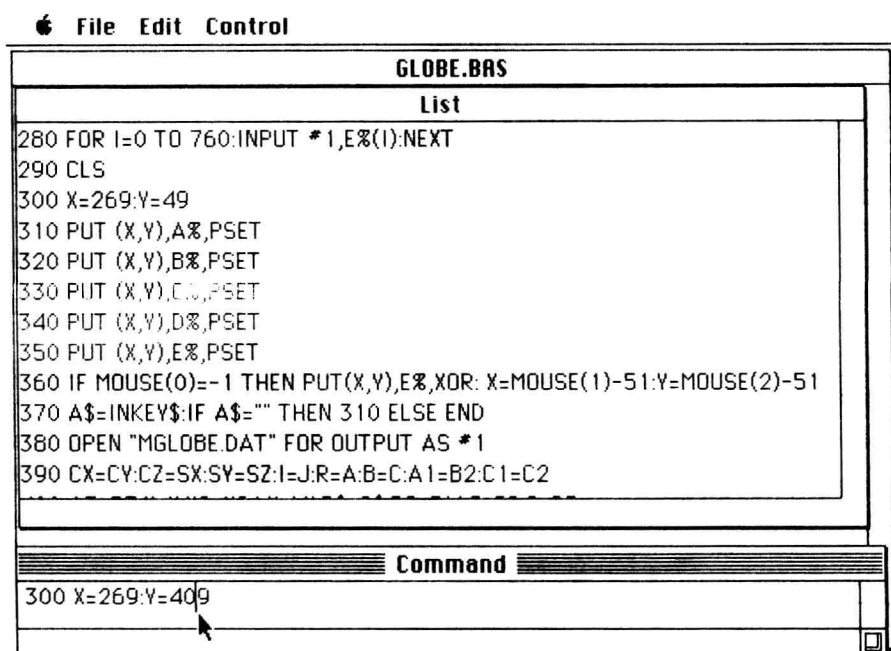 File Edit Control
GLOBE.BAS
List
280 FOR I=0 TO 760:INPUT #1,E%(I):NEXT
290 CLS
300 X=269:Y=49
310 PUT (X,Y),A%,PSET
320 PUT (X,Y),B%,PSET
330 PUT (X,Y),C%,PSET
340 PUT (X,Y),D%,PSET
350 PUT (X,Y),E%,PSET
360 IF MOUSE(0)=-1 THEN PUT(X,Y),E%,XOR: X=MOUSE(1)-51:Y=MOUSE(2)-51
370 A$=INKEY$:IF A$="" THEN 310 ELSE END
380 OPEN "MGLOBE.DAT" FOR OUTPUT AS #1
390 CX=CY:CZ=SX:SY=SZ:I=J:R=A:B=C:A1=B2:C1=C2
Command
300 X=269:Y=409